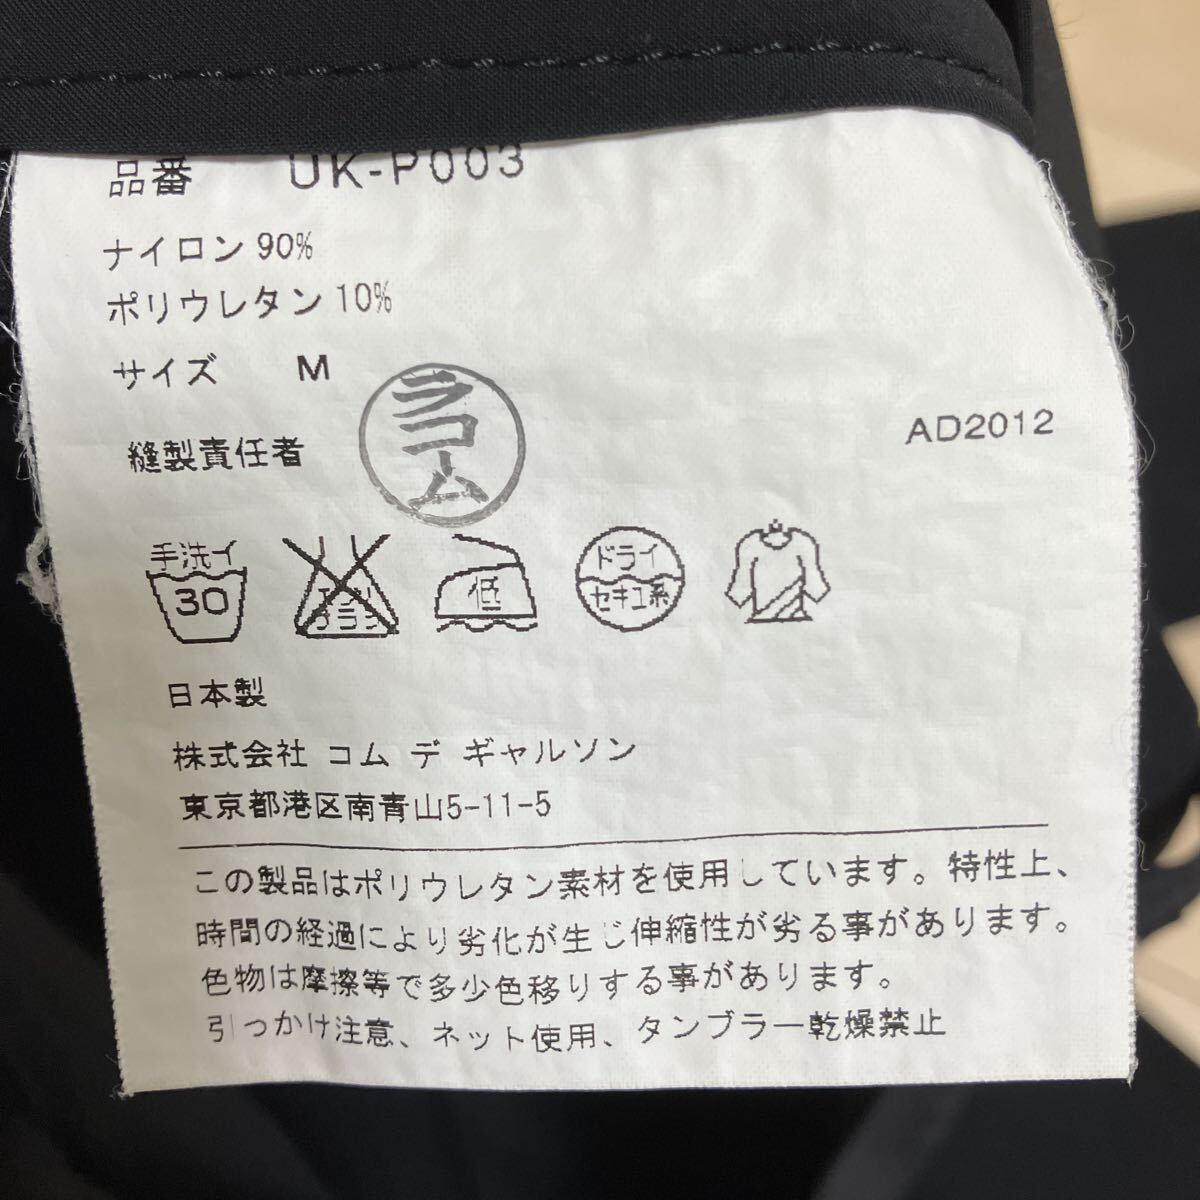 品番 UK-P003
ナイロン 90%
ポリウレタン 10%
サイズ M
AD2012
縫製責任者 ラコーム
手洗イ 30
エンソ サラシ
低
ドライ セキユ系
日本製
株式会社 コム デ ギャルソン
東京都港区南青山5-11-5
この製品はポリウレタン素材を使用しています。特性上、
時間の経過により劣化が生じ伸縮性が劣る事があります。
色物は摩擦等で多少色移りする事があります。
引っかけ注意、ネット使用、タンブラー乾燥禁止